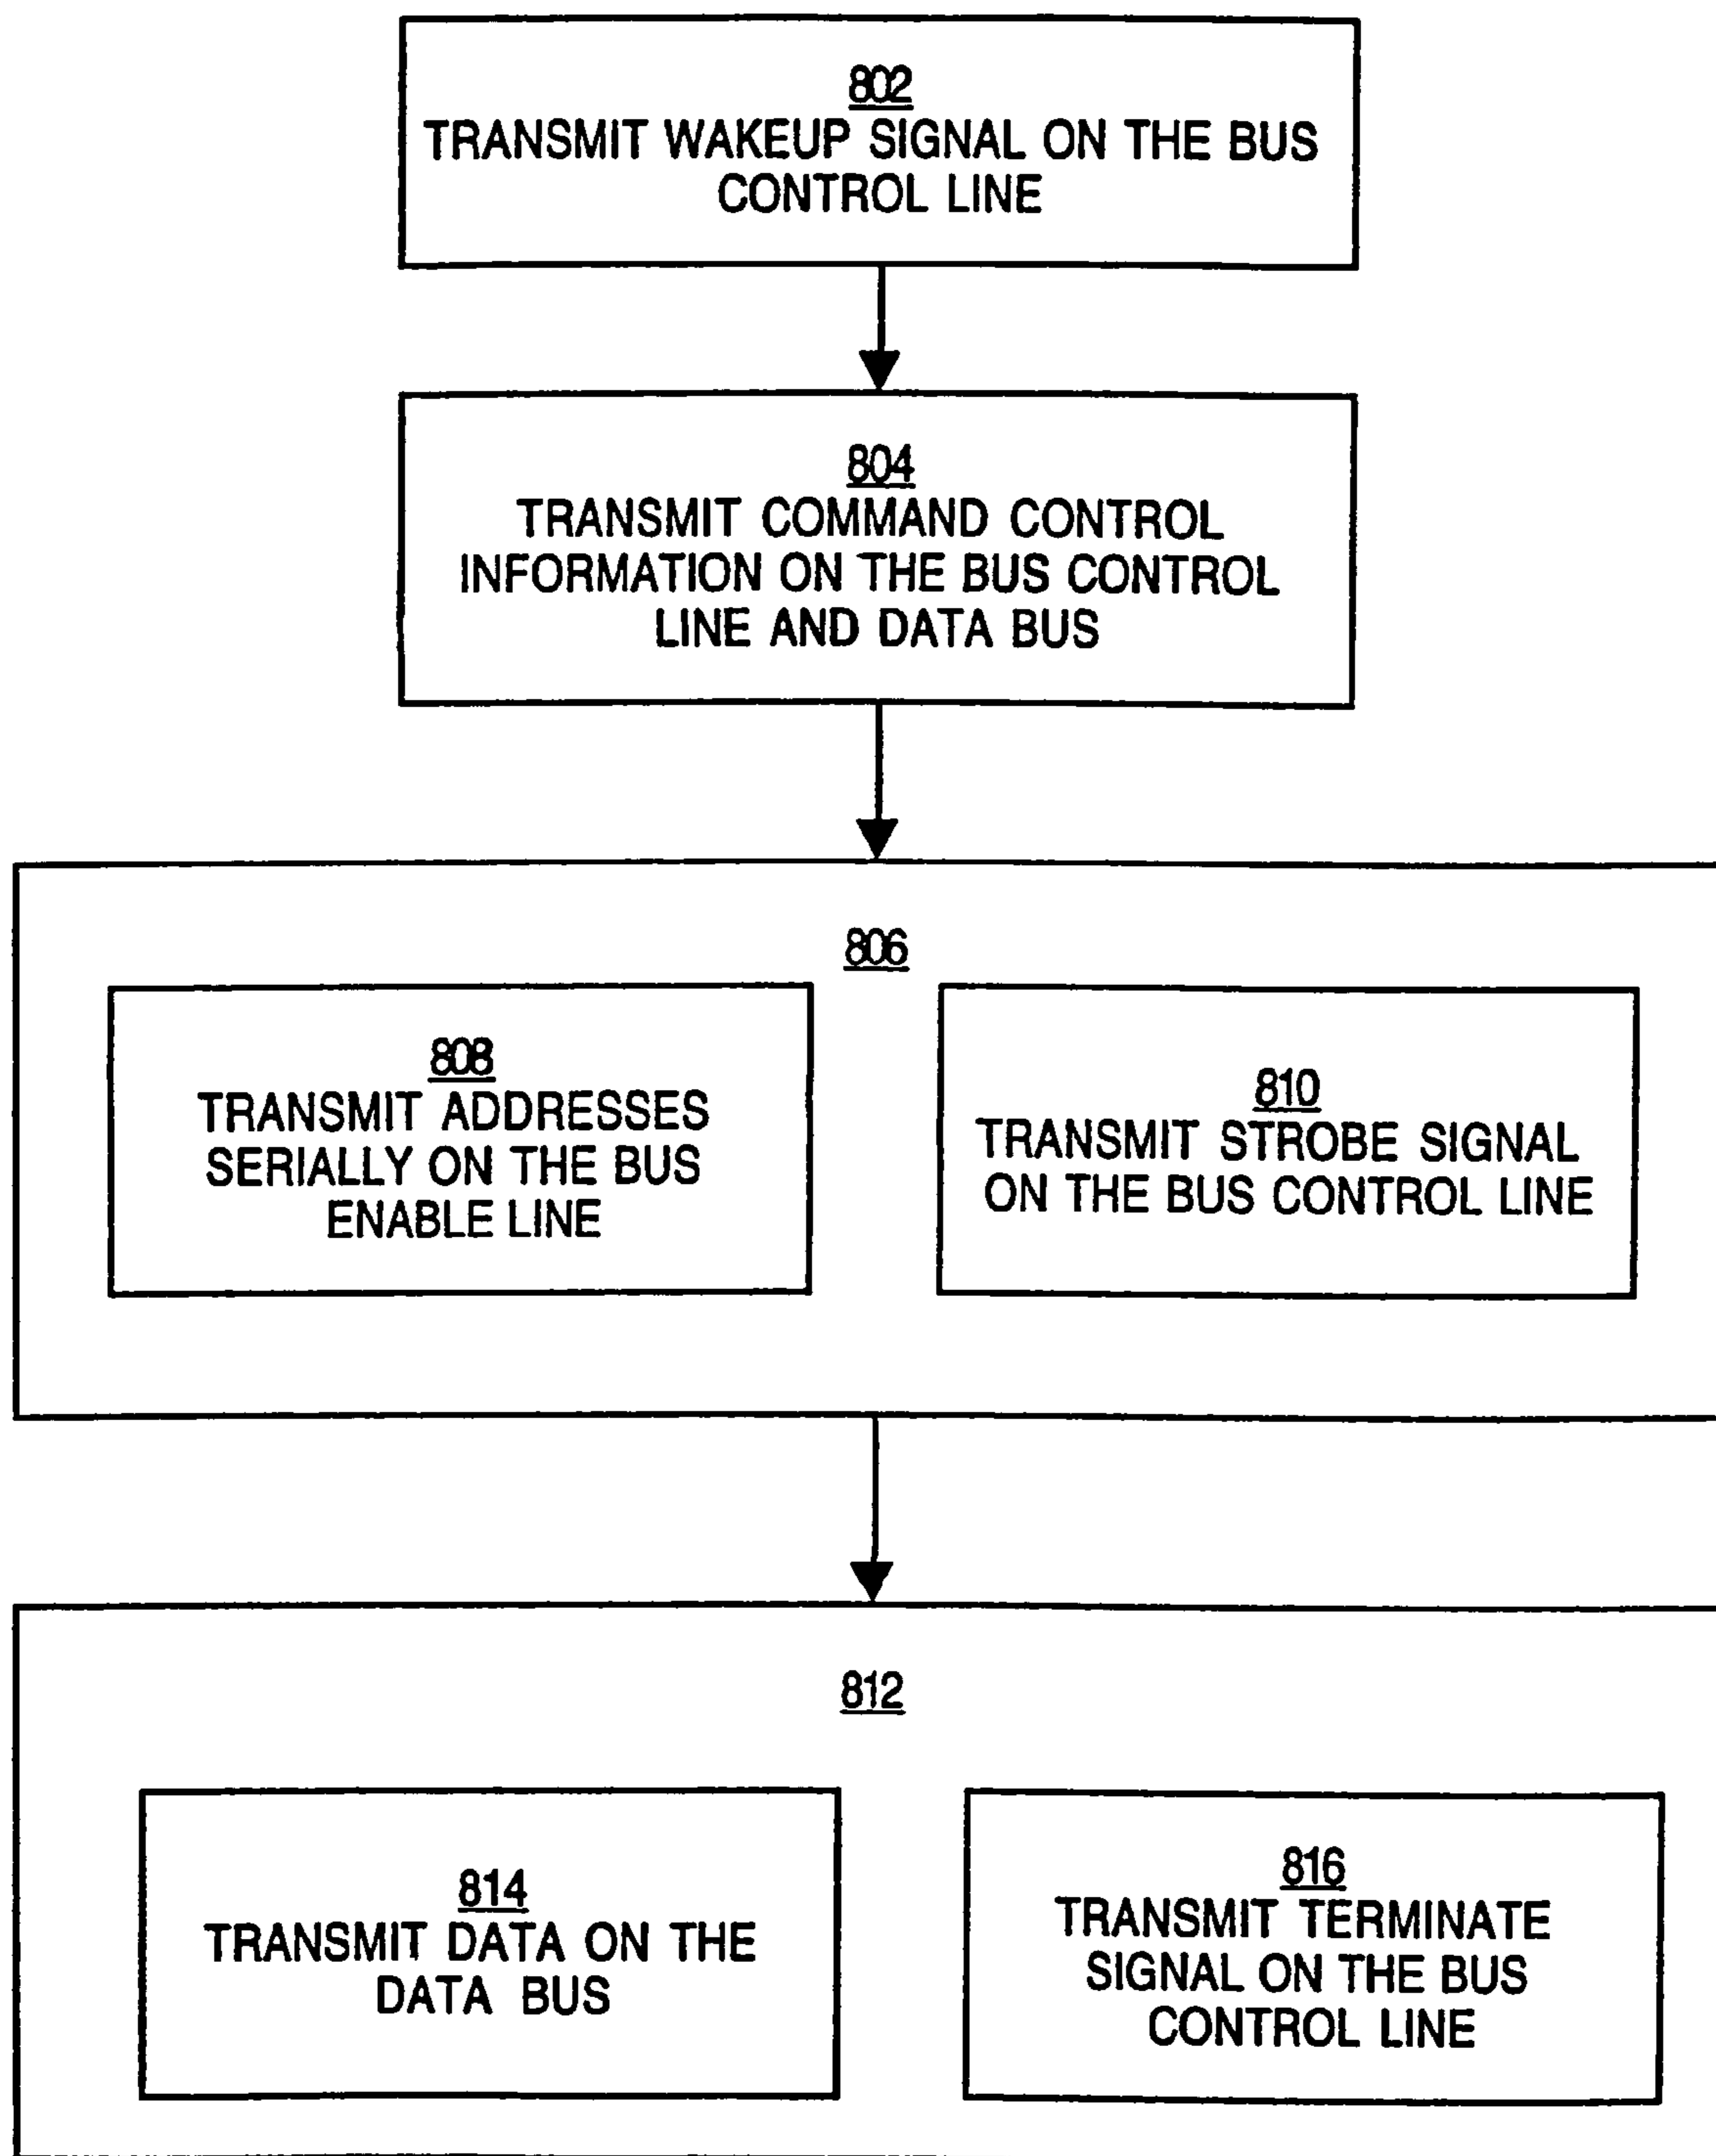 802
TRANSMIT WAKEUP SIGNAL ON THE BUS
CONTROL LINE
804
TRANSMIT COMMAND CONTROL
INFORMATION ON THE BUS CONTROL
LINE AND DATA BUS
806
808
TRANSMIT ADDRESSES
SERIALLY ON THE BUS
ENABLE LINE
810
TRANSMIT STROBE SIGNAL
ON THE BUS CONTROL LINE
812
814
TRANSMIT DATA ON THE
DATA BUS
816
TRANSMIT TERMINATE
SIGNAL ON THE BUS
CONTROL LINE